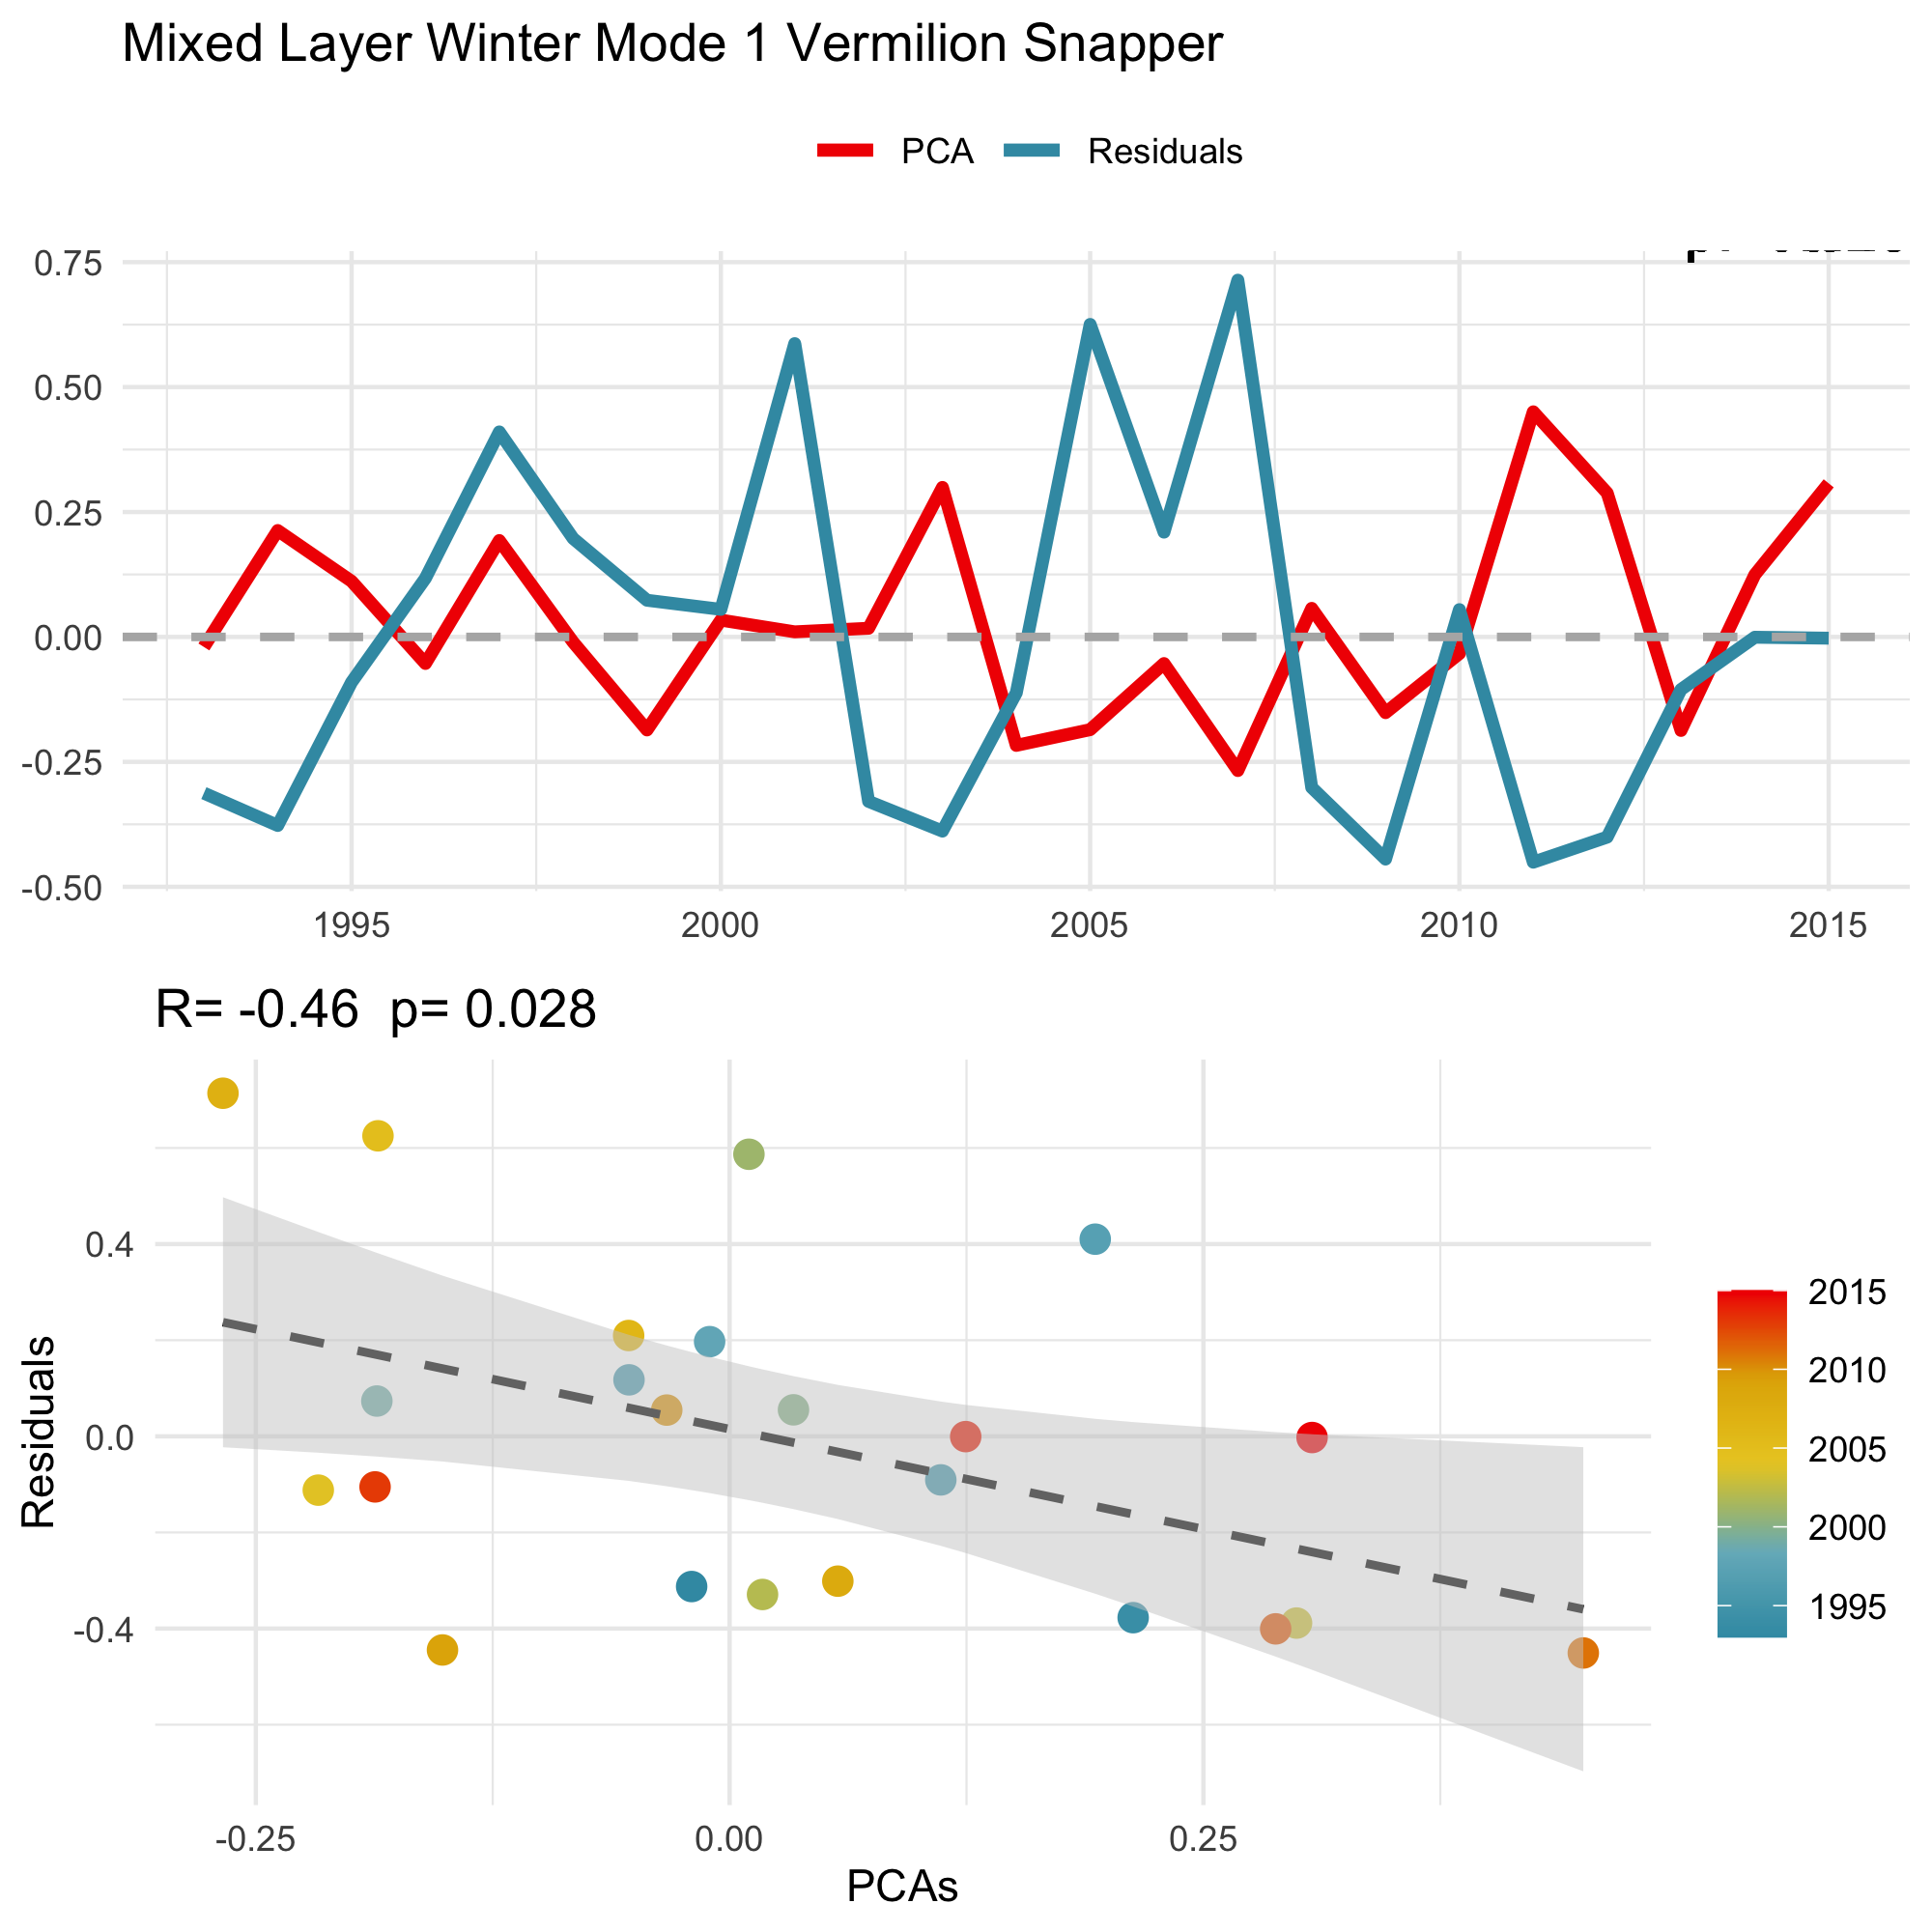 Mixed Layer Winter Mode 1 Vermilion Snapper
PCA Residuals
0.75
0.50
0.25
0.00
-0.25
-0.50
1995 2000 2005 2010 2015
R= -0.46 p= 0.028
Residuals
0.4
0.0
-0.4
-0.25 0.00 0.25
PCAs
2015
2010
2005
2000
1995